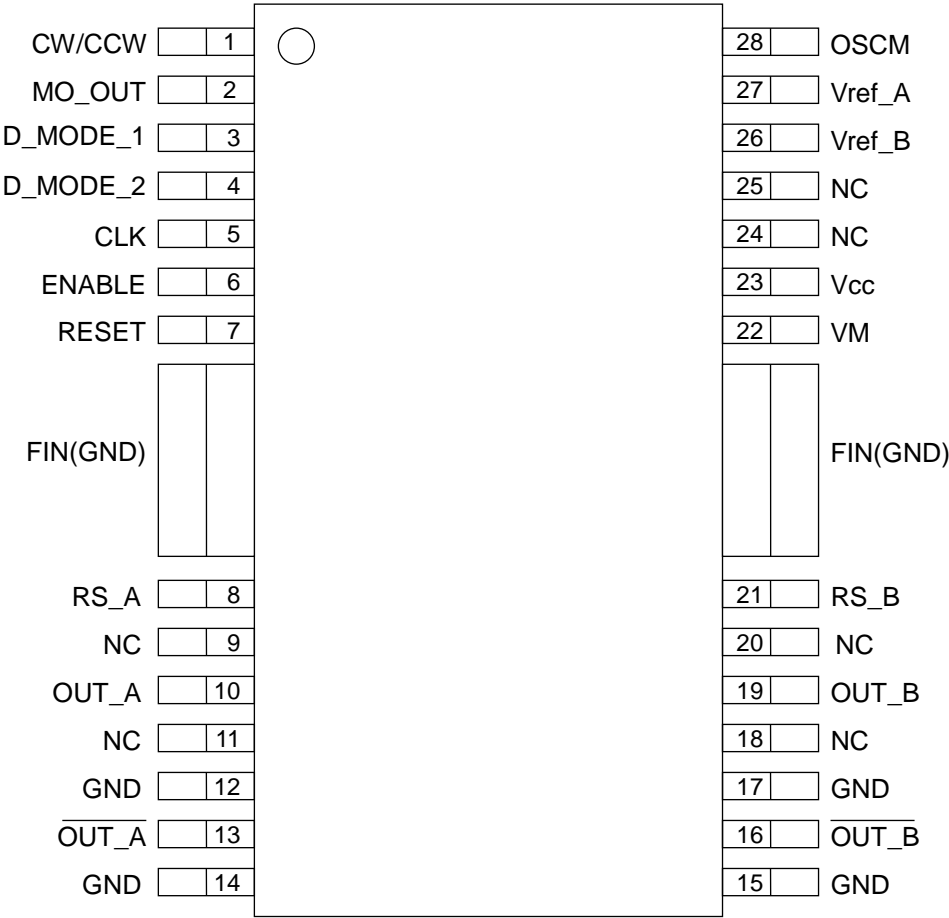 CW/CCW 1 28 OSCM
MO_OUT 2 27 Vref_A
D_MODE_1 3 26 Vref_B
D_MODE_2 4 25 NC
CLK 5 24 NC
ENABLE 6 23 Vcc
RESET 7 22 VM
FIN(GND) FIN(GND)
RS_A 8 21 RS_B
NC 9 20 NC
OUT_A 10 19 OUT_B
NC 11 18 NC
GND 12 17 GND
O̅U̅T̅_̅A̅ 13 16 O̅U̅T̅_̅B̅
GND 14 15 GND